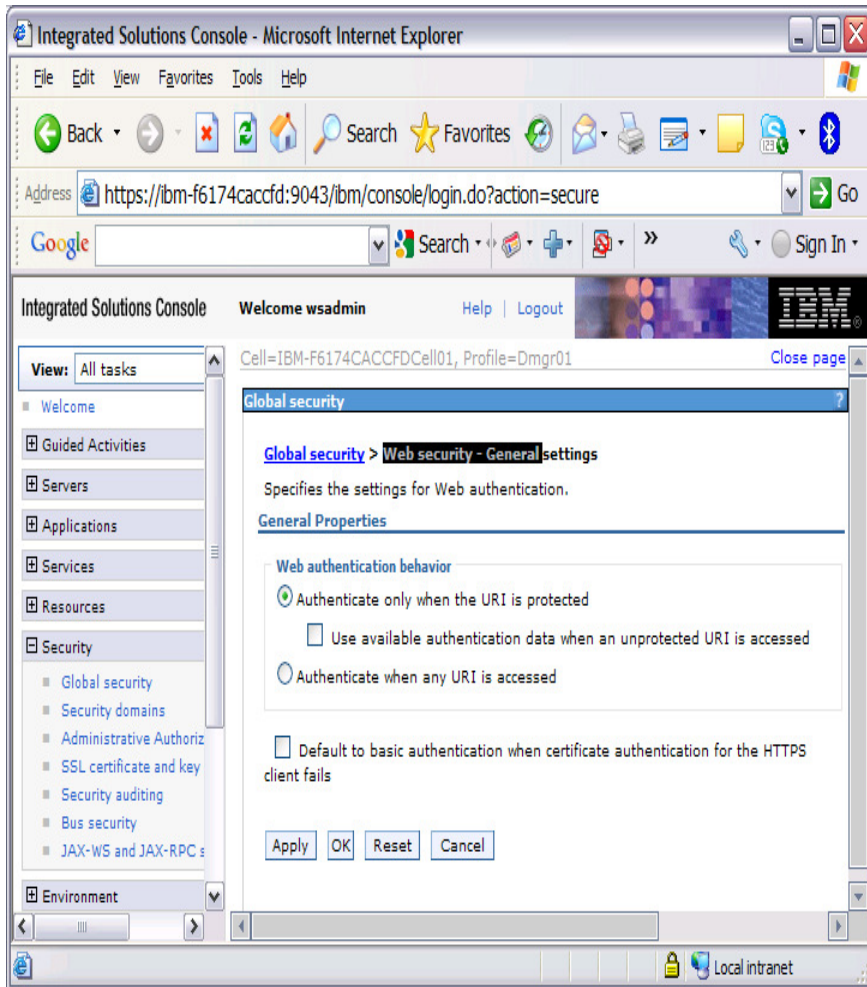 Integrated Solutions Console - Microsoft Internet Explorer
File Edit View Favorites Tools Help
Back Search Favorites
Address https://ibm-f6174caccfd:9043/ibm/console/login.do?action=secure Go
Google Search » Sign In
Integrated Solutions Console Welcome wsadmin Help | Logout IBM®
View: All tasks
Welcome
Guided Activities
Servers
Applications
Services
Resources
Security
Global security
Security domains
Administrative Authoriz
SSL certificate and key
Security auditing
Bus security
JAX-WS and JAX-RPC s
Environment
Cell=IBM-F6174CACCFDCell01, Profile=Dmgr01 Close page
Global security ?
Global security > Web security - General settings
Specifies the settings for Web authentication.
General Properties
Web authentication behavior
Authenticate only when the URI is protected
Use available authentication data when an unprotected URI is accessed
Authenticate when any URI is accessed
Default to basic authentication when certificate authentication for the HTTPS
client fails
Apply OK Reset Cancel
Local intranet